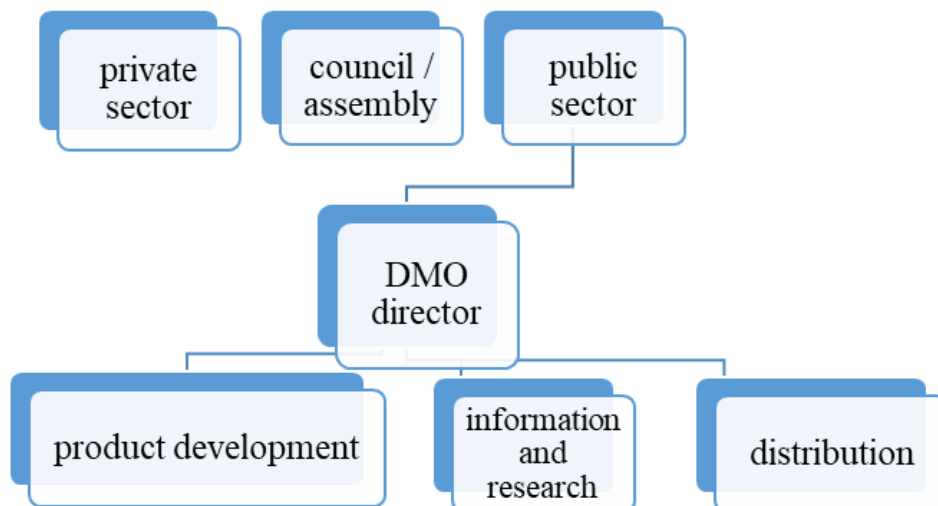 private
sector
council /
assembly
public
sector
DMO
director
product development
information
and
research
distribution